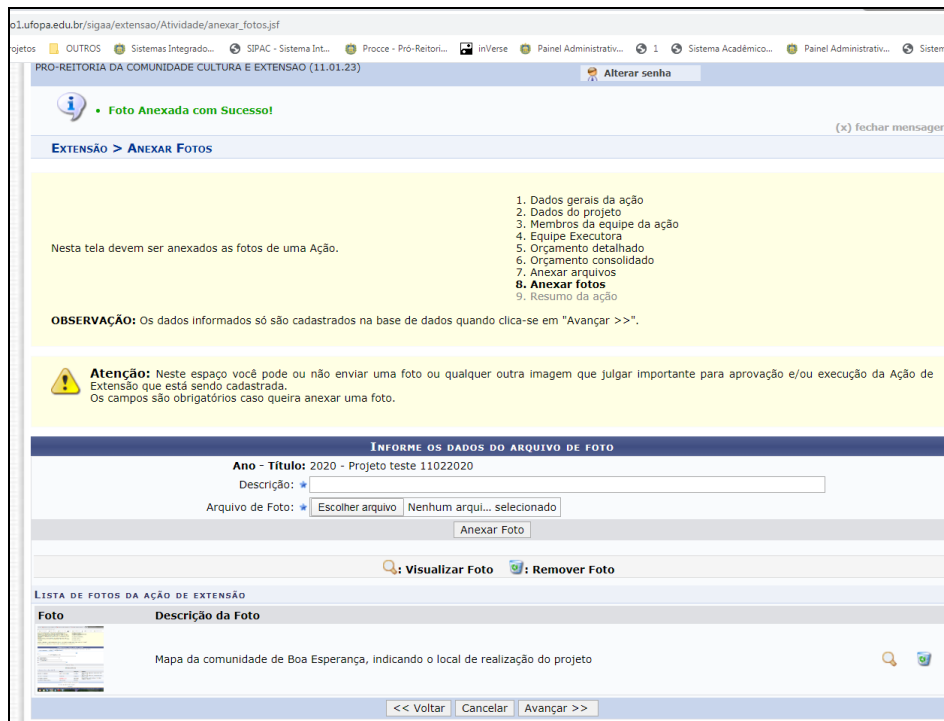 o1.ufopa.edu.br/sigaa/extensao/Atividade/anexar_fotos.jsf
rojetos OUTROS Sistemas Integrado... SIPAC - Sistema Int... Procce - Pró-Reitori... inVerse Painel Administrativ... 1 Sistema Acadêmico... Painel Administrativ... Sistem
PRO-REITORIA DA COMUNIDADE CULTURA E EXTENSAO (11.01.23) Alterar senha
• Foto Anexada com Sucesso!
(x) fechar mensagen
EXTENSÃO > ANEXAR FOTOS
1. Dados gerais da ação
2. Dados do projeto
3. Membros da equipe da ação
4. Equipe Executora
Nesta tela devem ser anexados as fotos de uma Ação.
5. Orçamento detalhado
6. Orçamento consolidado
7. Anexar arquivos
8. Anexar fotos
9. Resumo da ação
OBSERVAÇÃO: Os dados informados só são cadastrados na base de dados quando clica-se em "Avançar >>".
Atenção: Neste espaço você pode ou não enviar uma foto ou qualquer outra imagem que julgar importante para aprovação e/ou execução da Ação de
Extensão que está sendo cadastrada.
Os campos são obrigatórios caso queira anexar uma foto.
INFORME OS DADOS DO ARQUIVO DE FOTO
Ano - Título: 2020 - Projeto teste 11022020
Descrição:
Arquivo de Foto: Escolher arquivo Nenhum arqui... selecionado
Anexar Foto
: Visualizar Foto : Remover Foto
LISTA DE FOTOS DA AÇÃO DE EXTENSÃO
Foto Descrição da Foto
Mapa da comunidade de Boa Esperança, indicando o local de realização do projeto
<< Voltar Cancelar Avançar >>